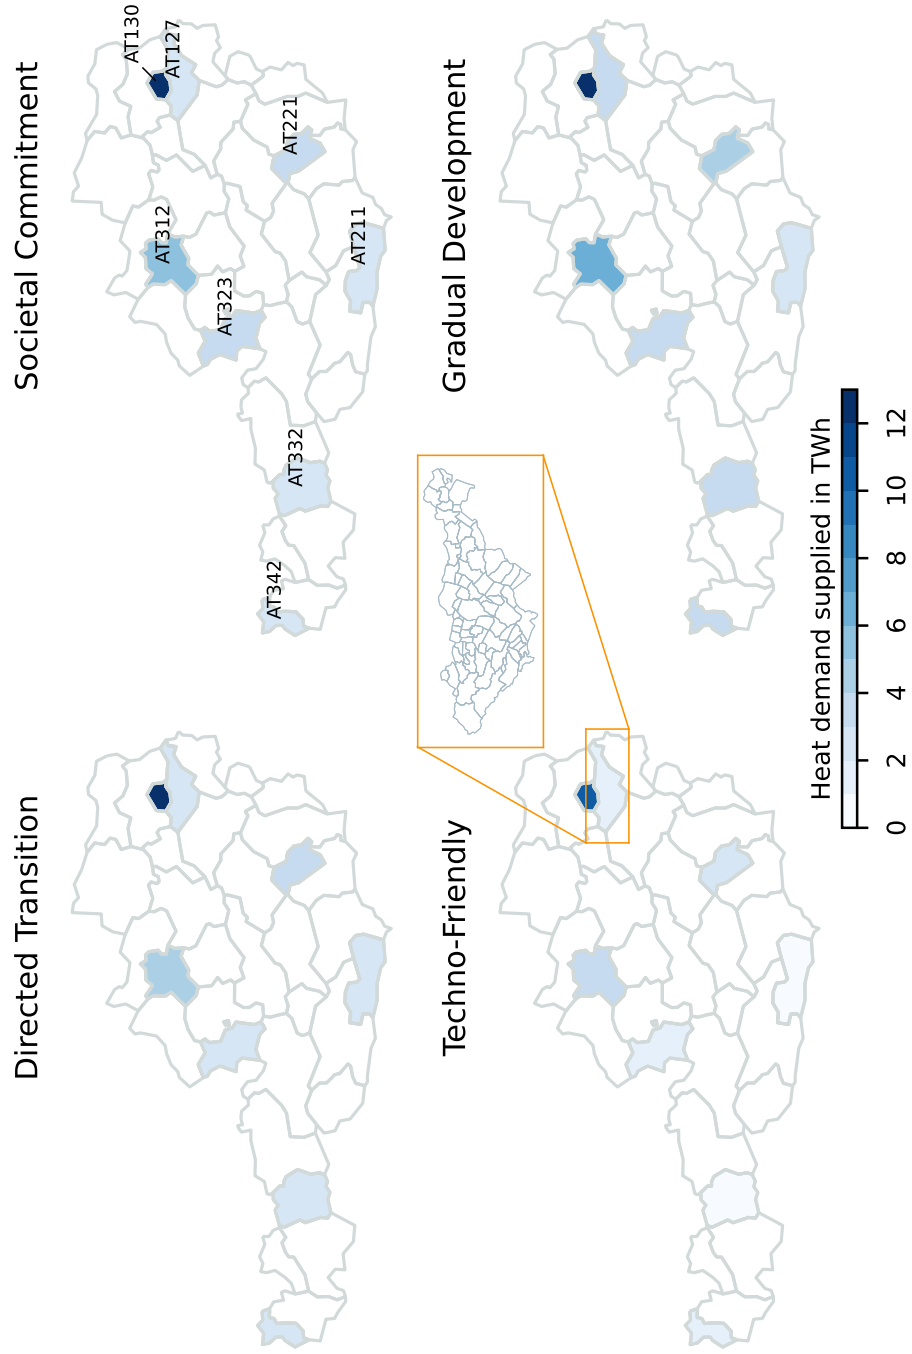 Directed Transition
Societal Commitment
AT130
AT127
AT312
AT323
AT221
AT211
AT332
AT342
Techno-Friendly
Gradual Development
Heat demand supplied in TWh
0
2
4
6
8
10
12